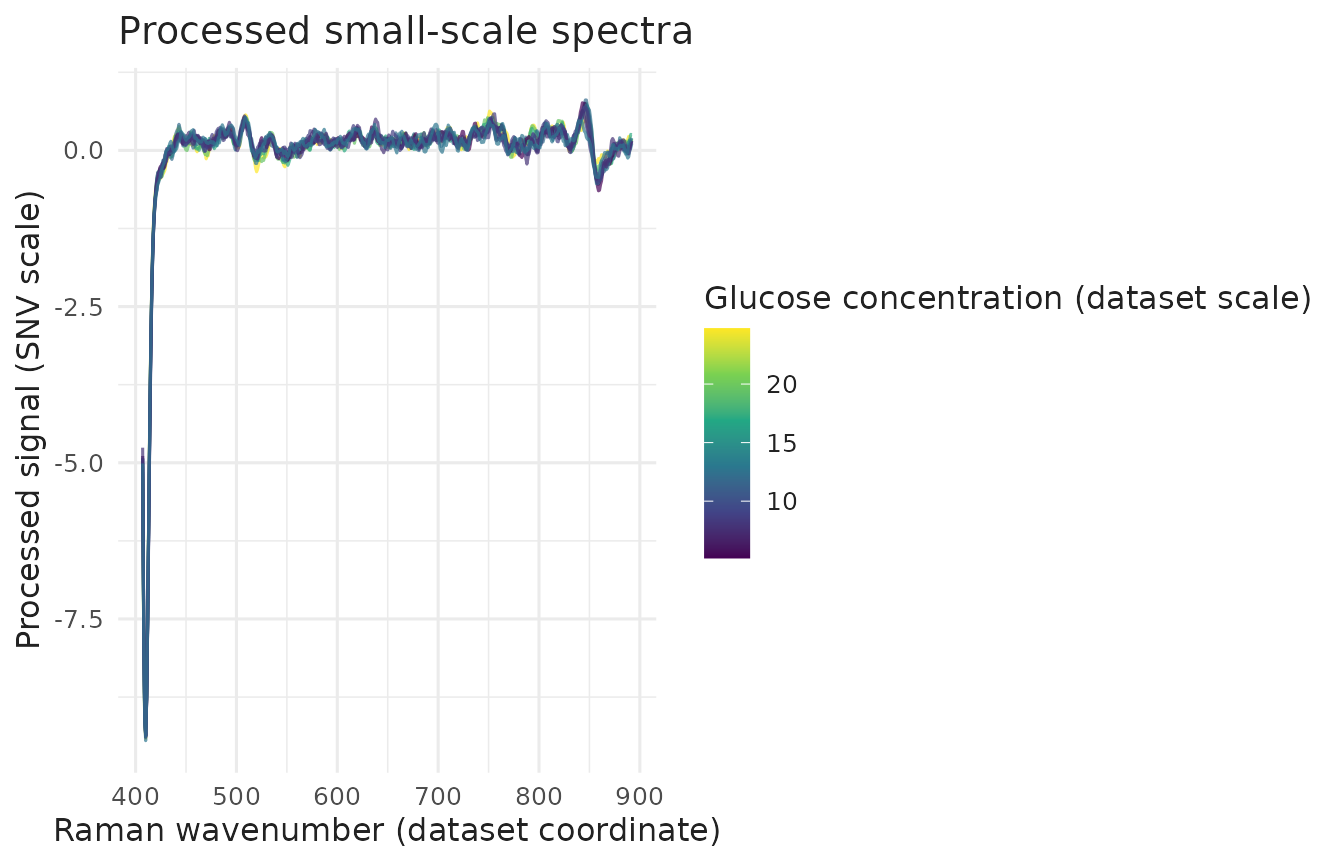 Processed small-scale spectra
Processed signal (SNV scale)
0.0
-2.5
-5.0
-7.5
400 500 600 700 800 900
Raman wavenumber (dataset coordinate)
Glucose concentration (dataset scale)
20
15
10